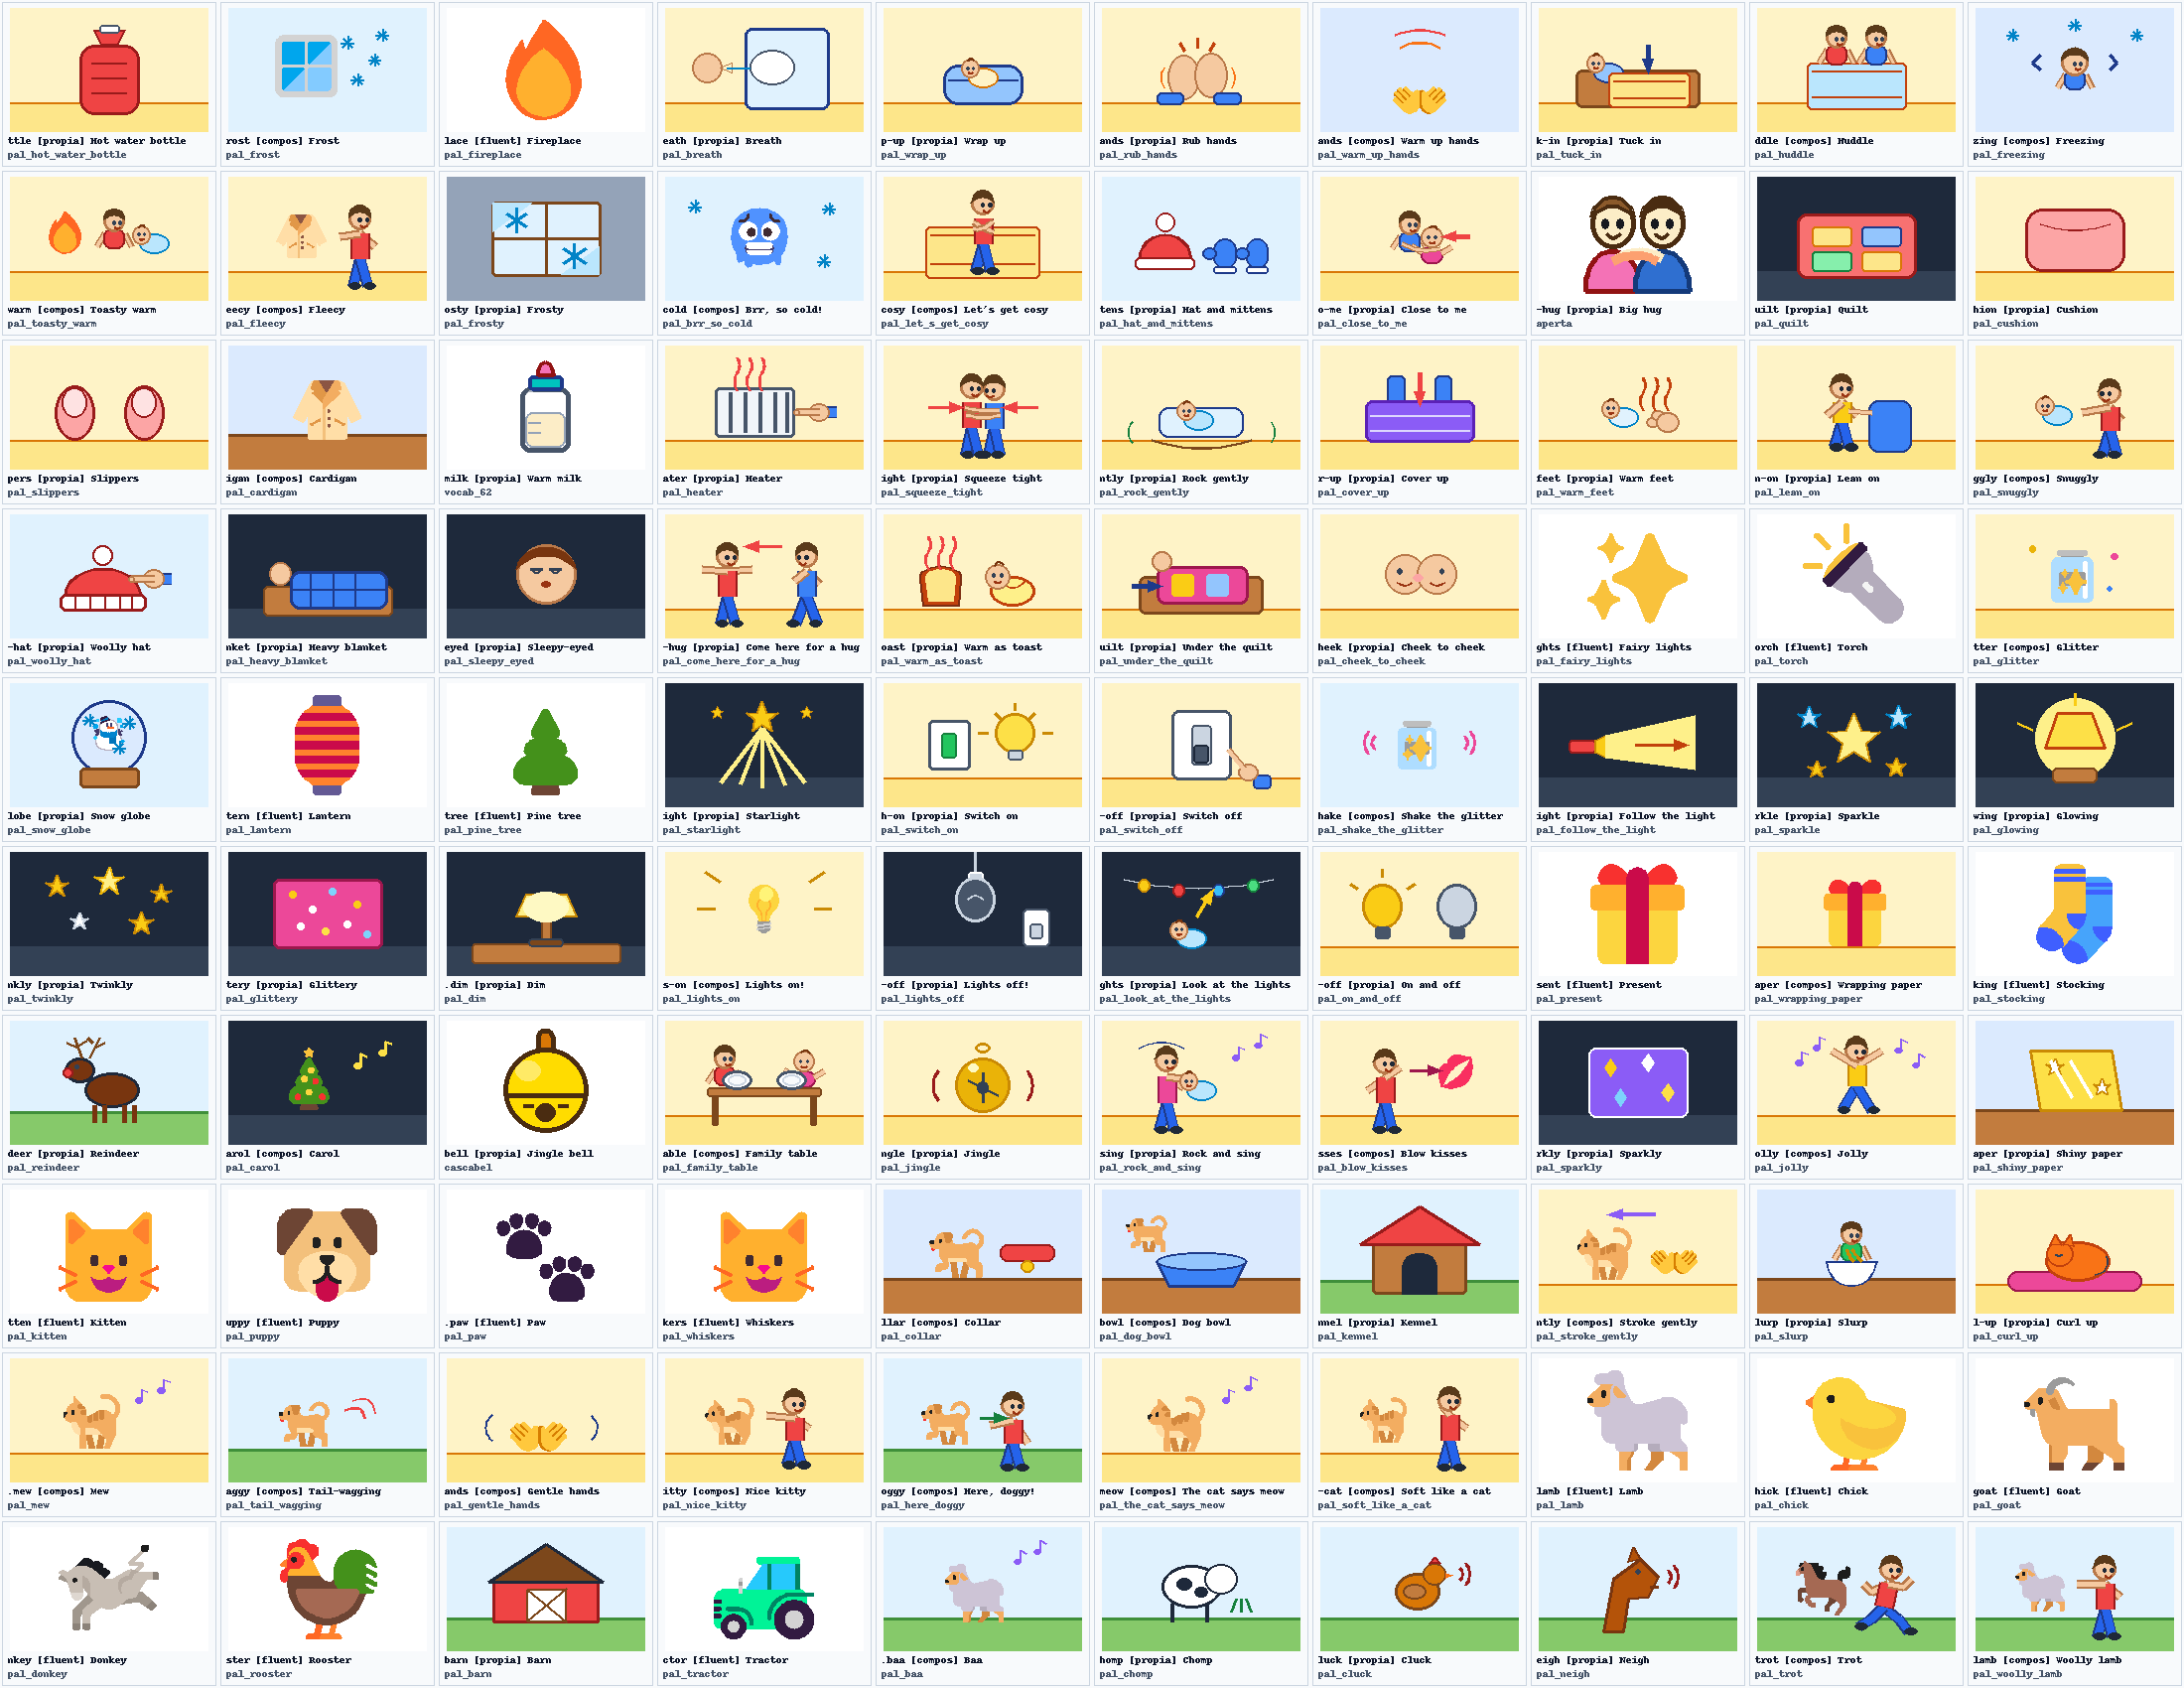 ttle [propia] Hot water bottle
pal_hot_water_bottle
rost [compos] Frost
pal_frost
lace [fluent] Fireplace
pal_fireplace
eath [propia] Breath
pal_breath
p-up [propia] Wrap up
pal_wrap_up
ands [propia] Rub hands
pal_rub_hands
ands [compos] Warm up hands
pal_warm_up_hands
k-in [propia] Tuck in
pal_tuck_in
ddle [compos] Huddle
pal_huddle
zing [compos] Freezing
pal_freezing
warm [compos] Toasty warm
pal_toasty_warm
eecy [compos] Fleecy
pal_fleecy
osty [propia] Frosty
pal_frosty
cold [compos] Brr, so cold!
pal_brr_so_cold
cosy [compos] Let's get cosy
pal_let_s_get_cosy
tens [propia] Hat and mittens
pal_hat_and_mittens
o-me [propia] Close to me
pal_close_to_me
-hug [propia] Big hug
aperta
uilt [propia] Quilt
pal_quilt
hion [propia] Cushion
pal_cushion
pers [propia] Slippers
pal_slippers
igan [compos] Cardigan
pal_cardigan
milk [propia] Warm milk
vocab_62
ater [propia] Heater
pal_heater
ight [propia] Squeeze tight
pal_squeeze_tight
ntly [propia] Rock gently
pal_rock_gently
r-up [propia] Cover up
pal_cover_up
feet [propia] Warm feet
pal_warm_feet
n-on [propia] Lean on
pal_lean_on
ggly [compos] Snuggly
pal_snuggly
-hat [propia] Woolly hat
pal_woolly_hat
nket [propia] Heavy blanket
pal_heavy_blanket
eyed [propia] Sleepy-eyed
pal_sleepy_eyed
-hug [propia] Come here for a hug
pal_come_here_for_a_hug
oast [propia] Warm as toast
pal_warm_as_toast
uilt [propia] Under the quilt
pal_under_the_quilt
heek [propia] Cheek to cheek
pal_cheek_to_cheek
ghts [fluent] Fairy lights
pal_fairy_lights
orch [fluent] Torch
pal_torch
tter [compos] Glitter
pal_glitter
lobe [propia] Snow globe
pal_snow_globe
tern [fluent] Lantern
pal_lantern
tree [fluent] Pine tree
pal_pine_tree
ight [propia] Starlight
pal_starlight
h-on [propia] Switch on
pal_switch_on
-off [propia] Switch off
pal_switch_off
hake [compos] Shake the glitter
pal_shake_the_glitter
ight [propia] Follow the light
pal_follow_the_light
rkle [propia] Sparkle
pal_sparkle
wing [propia] Glowing
pal_glowing
nkly [propia] Twinkly
pal_twinkly
tery [propia] Glittery
pal_glittery
.dim [propia] Dim
pal_dim
s-on [compos] Lights on!
pal_lights_on
-off [propia] Lights off!
pal_lights_off
ghts [propia] Look at the lights
pal_look_at_the_lights
-off [propia] On and off
pal_on_and_off
sent [fluent] Present
pal_present
aper [compos] Wrapping paper
pal_wrapping_paper
king [fluent] Stocking
pal_stocking
deer [propia] Reindeer
pal_reindeer
arol [compos] Carol
pal_carol
bell [propia] Jingle bell
cascabel
able [compos] Family table
pal_family_table
ngle [propia] Jingle
pal_jingle
sing [propia] Rock and sing
pal_rock_and_sing
sses [compos] Blow kisses
pal_blow_kisses
rkly [propia] Sparkly
pal_sparkly
olly [compos] Jolly
pal_jolly
aper [propia] Shiny paper
pal_shiny_paper
tten [fluent] Kitten
pal_kitten
uppy [fluent] Puppy
pal_puppy
.paw [fluent] Paw
pal_paw
kers [fluent] Whiskers
pal_whiskers
llar [compos] Collar
pal_collar
bowl [compos] Dog bowl
pal_dog_bowl
nnel [propia] Kennel
pal_kennel
ntly [compos] Stroke gently
pal_stroke_gently
lurp [propia] Slurp
pal_slurp
l-up [propia] Curl up
pal_curl_up
.mew [compos] Mew
pal_mew
aggy [compos] Tail-wagging
pal_tail_wagging
ands [compos] Gentle hands
pal_gentle_hands
itty [compos] Nice kitty
pal_nice_kitty
oggy [compos] Here, doggy!
pal_here_doggy
meow [compos] The cat says meow
pal_the_cat_says_meow
-cat [compos] Soft like a cat
pal_soft_like_a_cat
lamb [fluent] Lamb
pal_lamb
hick [fluent] Chick
pal_chick
goat [fluent] Goat
pal_goat
nkey [fluent] Donkey
pal_donkey
ster [fluent] Rooster
pal_rooster
barn [propia] Barn
pal_barn
ctor [fluent] Tractor
pal_tractor
.baa [compos] Baa
pal_baa
homp [propia] Chomp
pal_chomp
luck [propia] Cluck
pal_cluck
eigh [propia] Neigh
pal_neigh
trot [compos] Trot
pal_trot
lamb [compos] Woolly lamb
pal_woolly_lamb